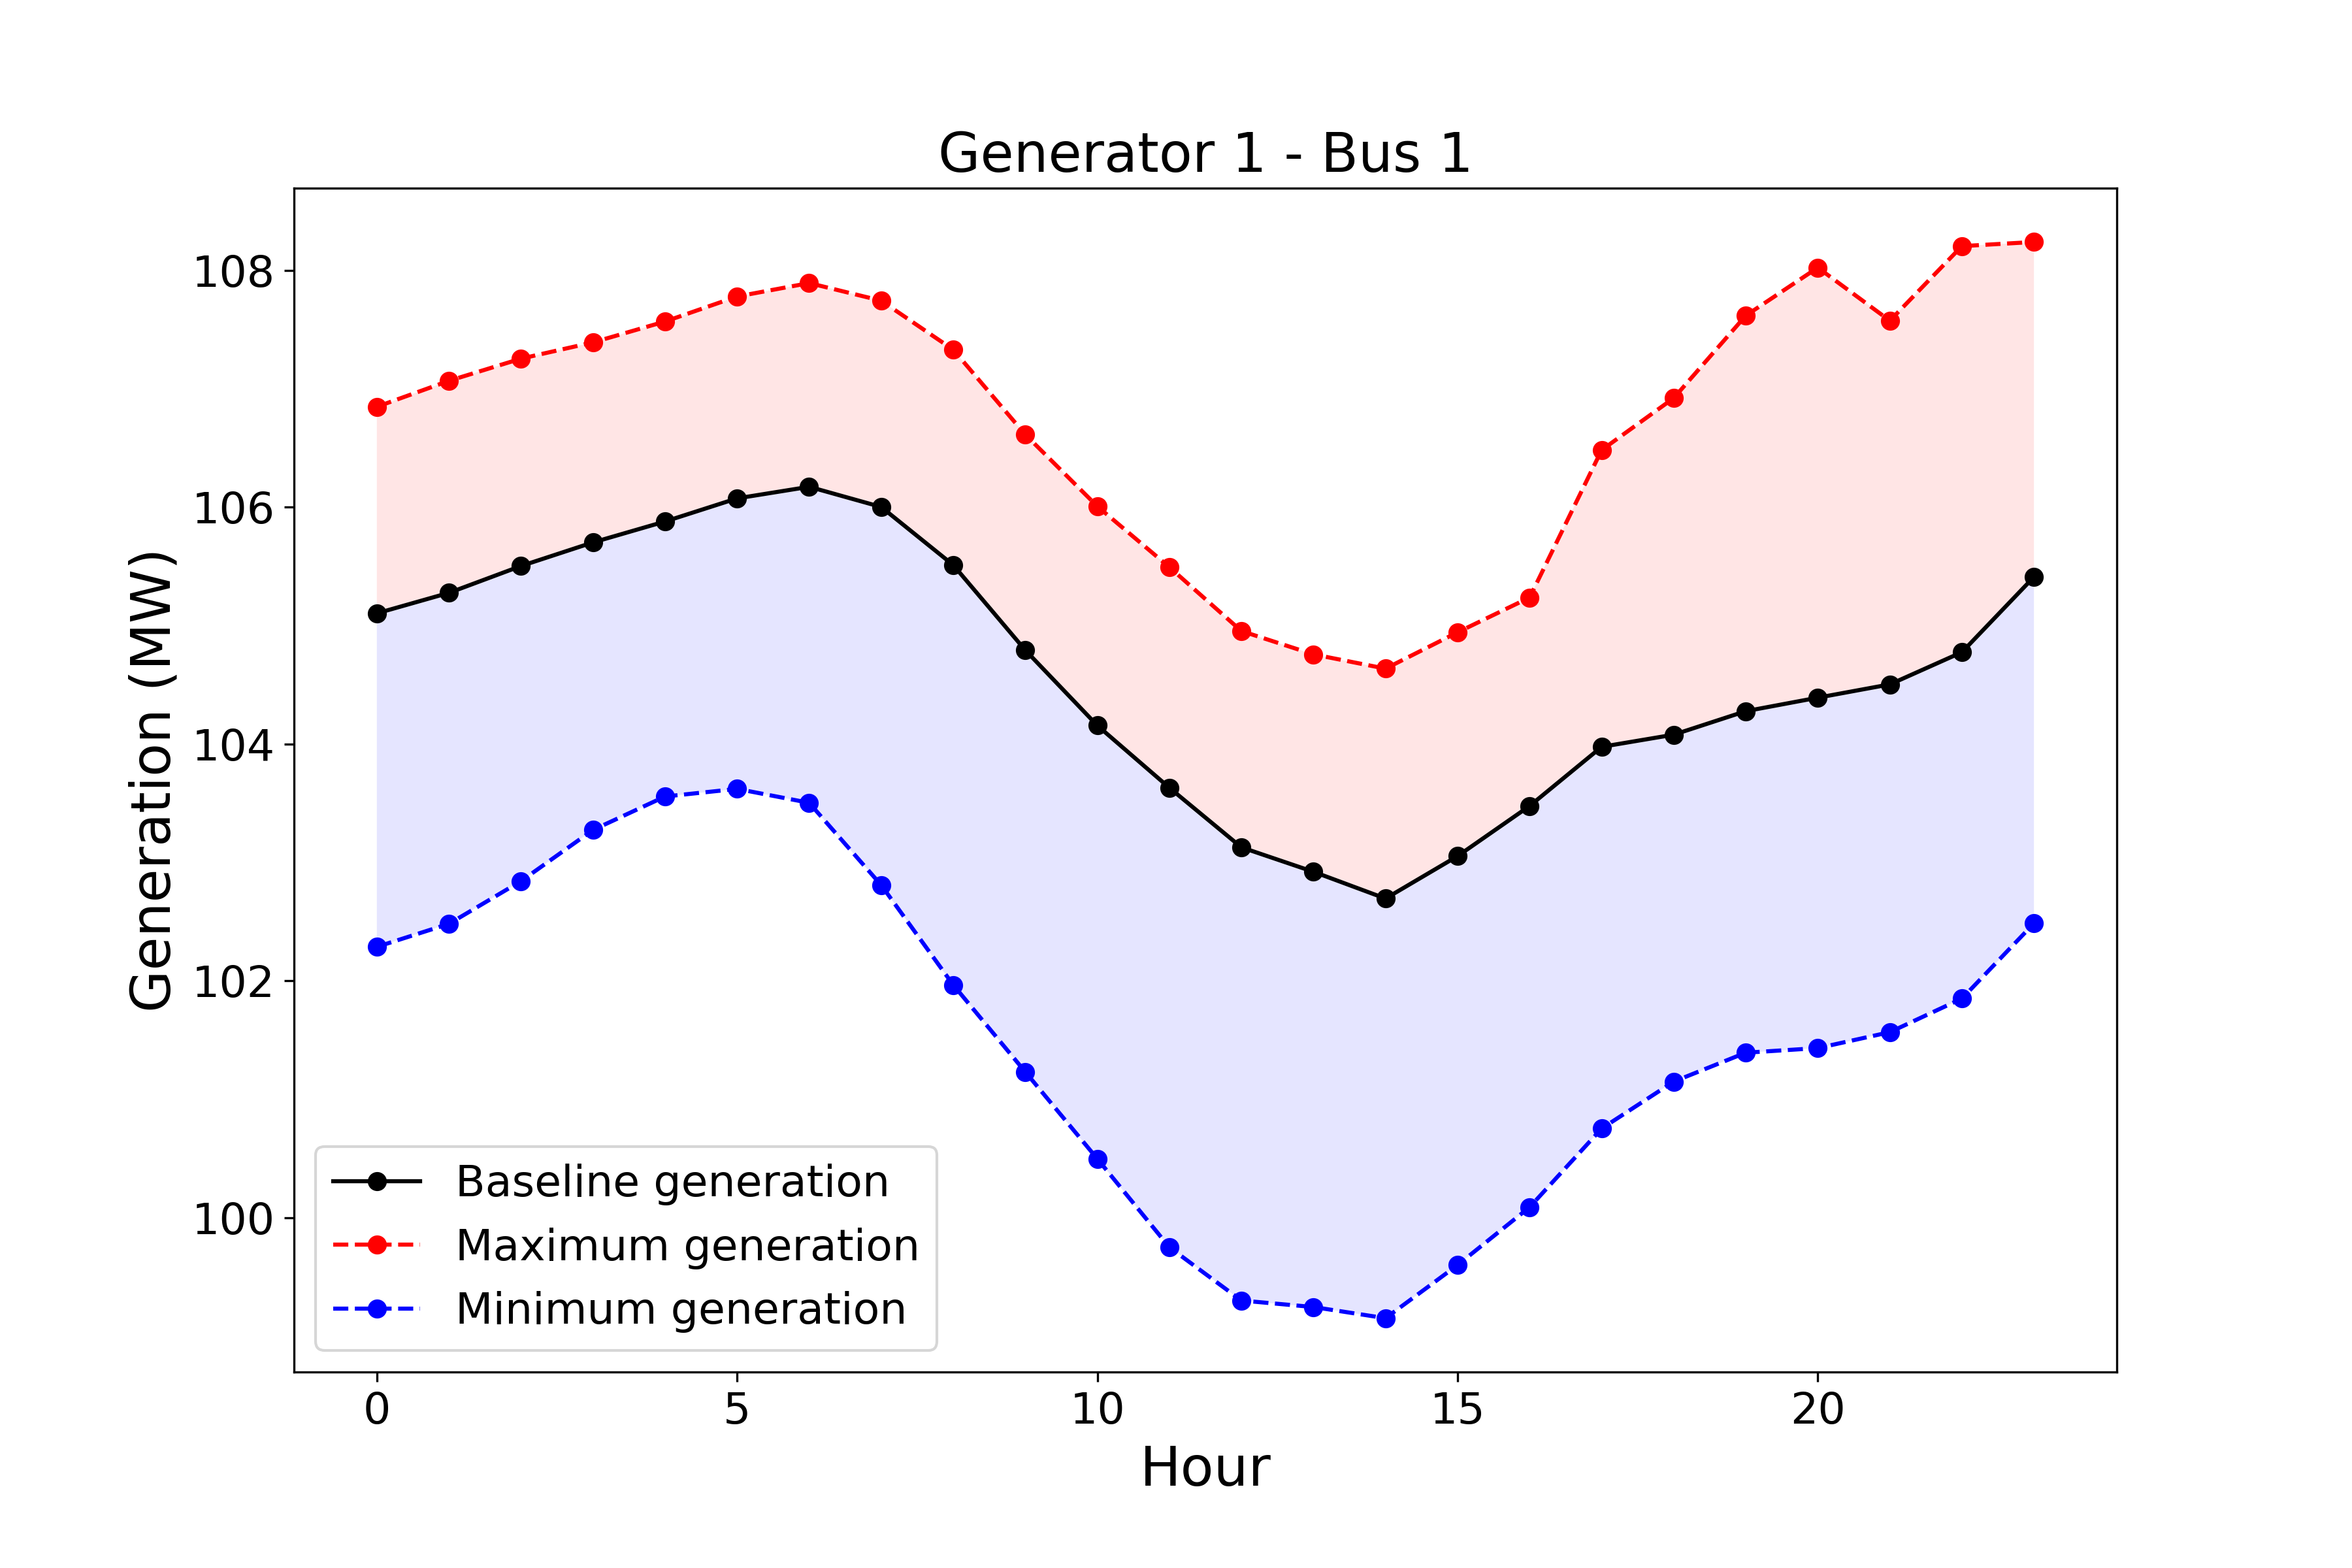 Generator 1 - Bus 1
Generation (MW)
108
106
104
102
100
Baseline generation
Maximum generation
Minimum generation
0 5 10 15 20
Hour